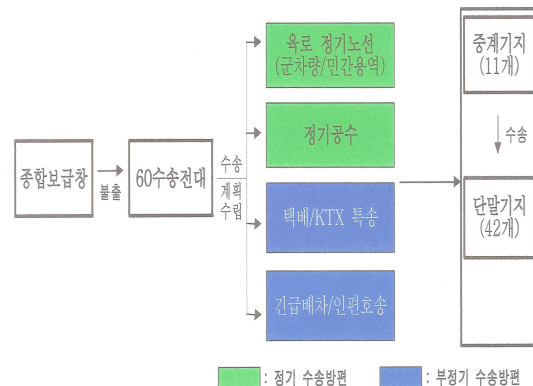 종합보급창
불출
60수송전대
수송
계획
수립
육로 정기노선
(군차량/민간용역)
정기공수
택배/KTX 특송
긴급배차/인편호송
중계기지
(11개)
수송
단말기지
(42개)
: 정기 수송방편
: 부정기 수송방편